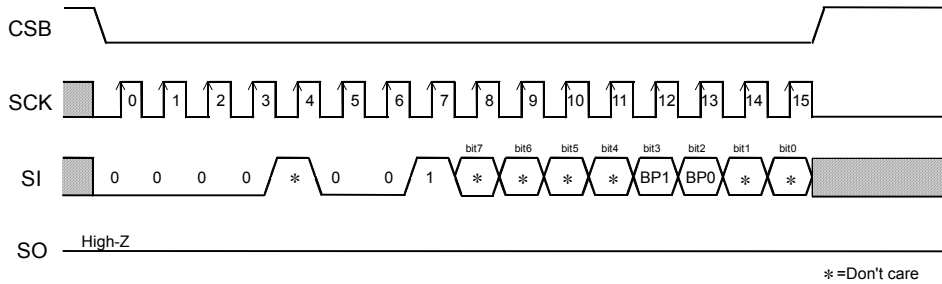 CSB
SCK 0 1 2 3 4 5 6 7 8 9 10 11 12 13 14 15
bit7 bit6 bit5 bit4 bit3 bit2 bit1 bit0
SI 0 0 0 0 * 0 0 1 * * * * BP1 BP0 * *
High-Z
SO
*=Don't care